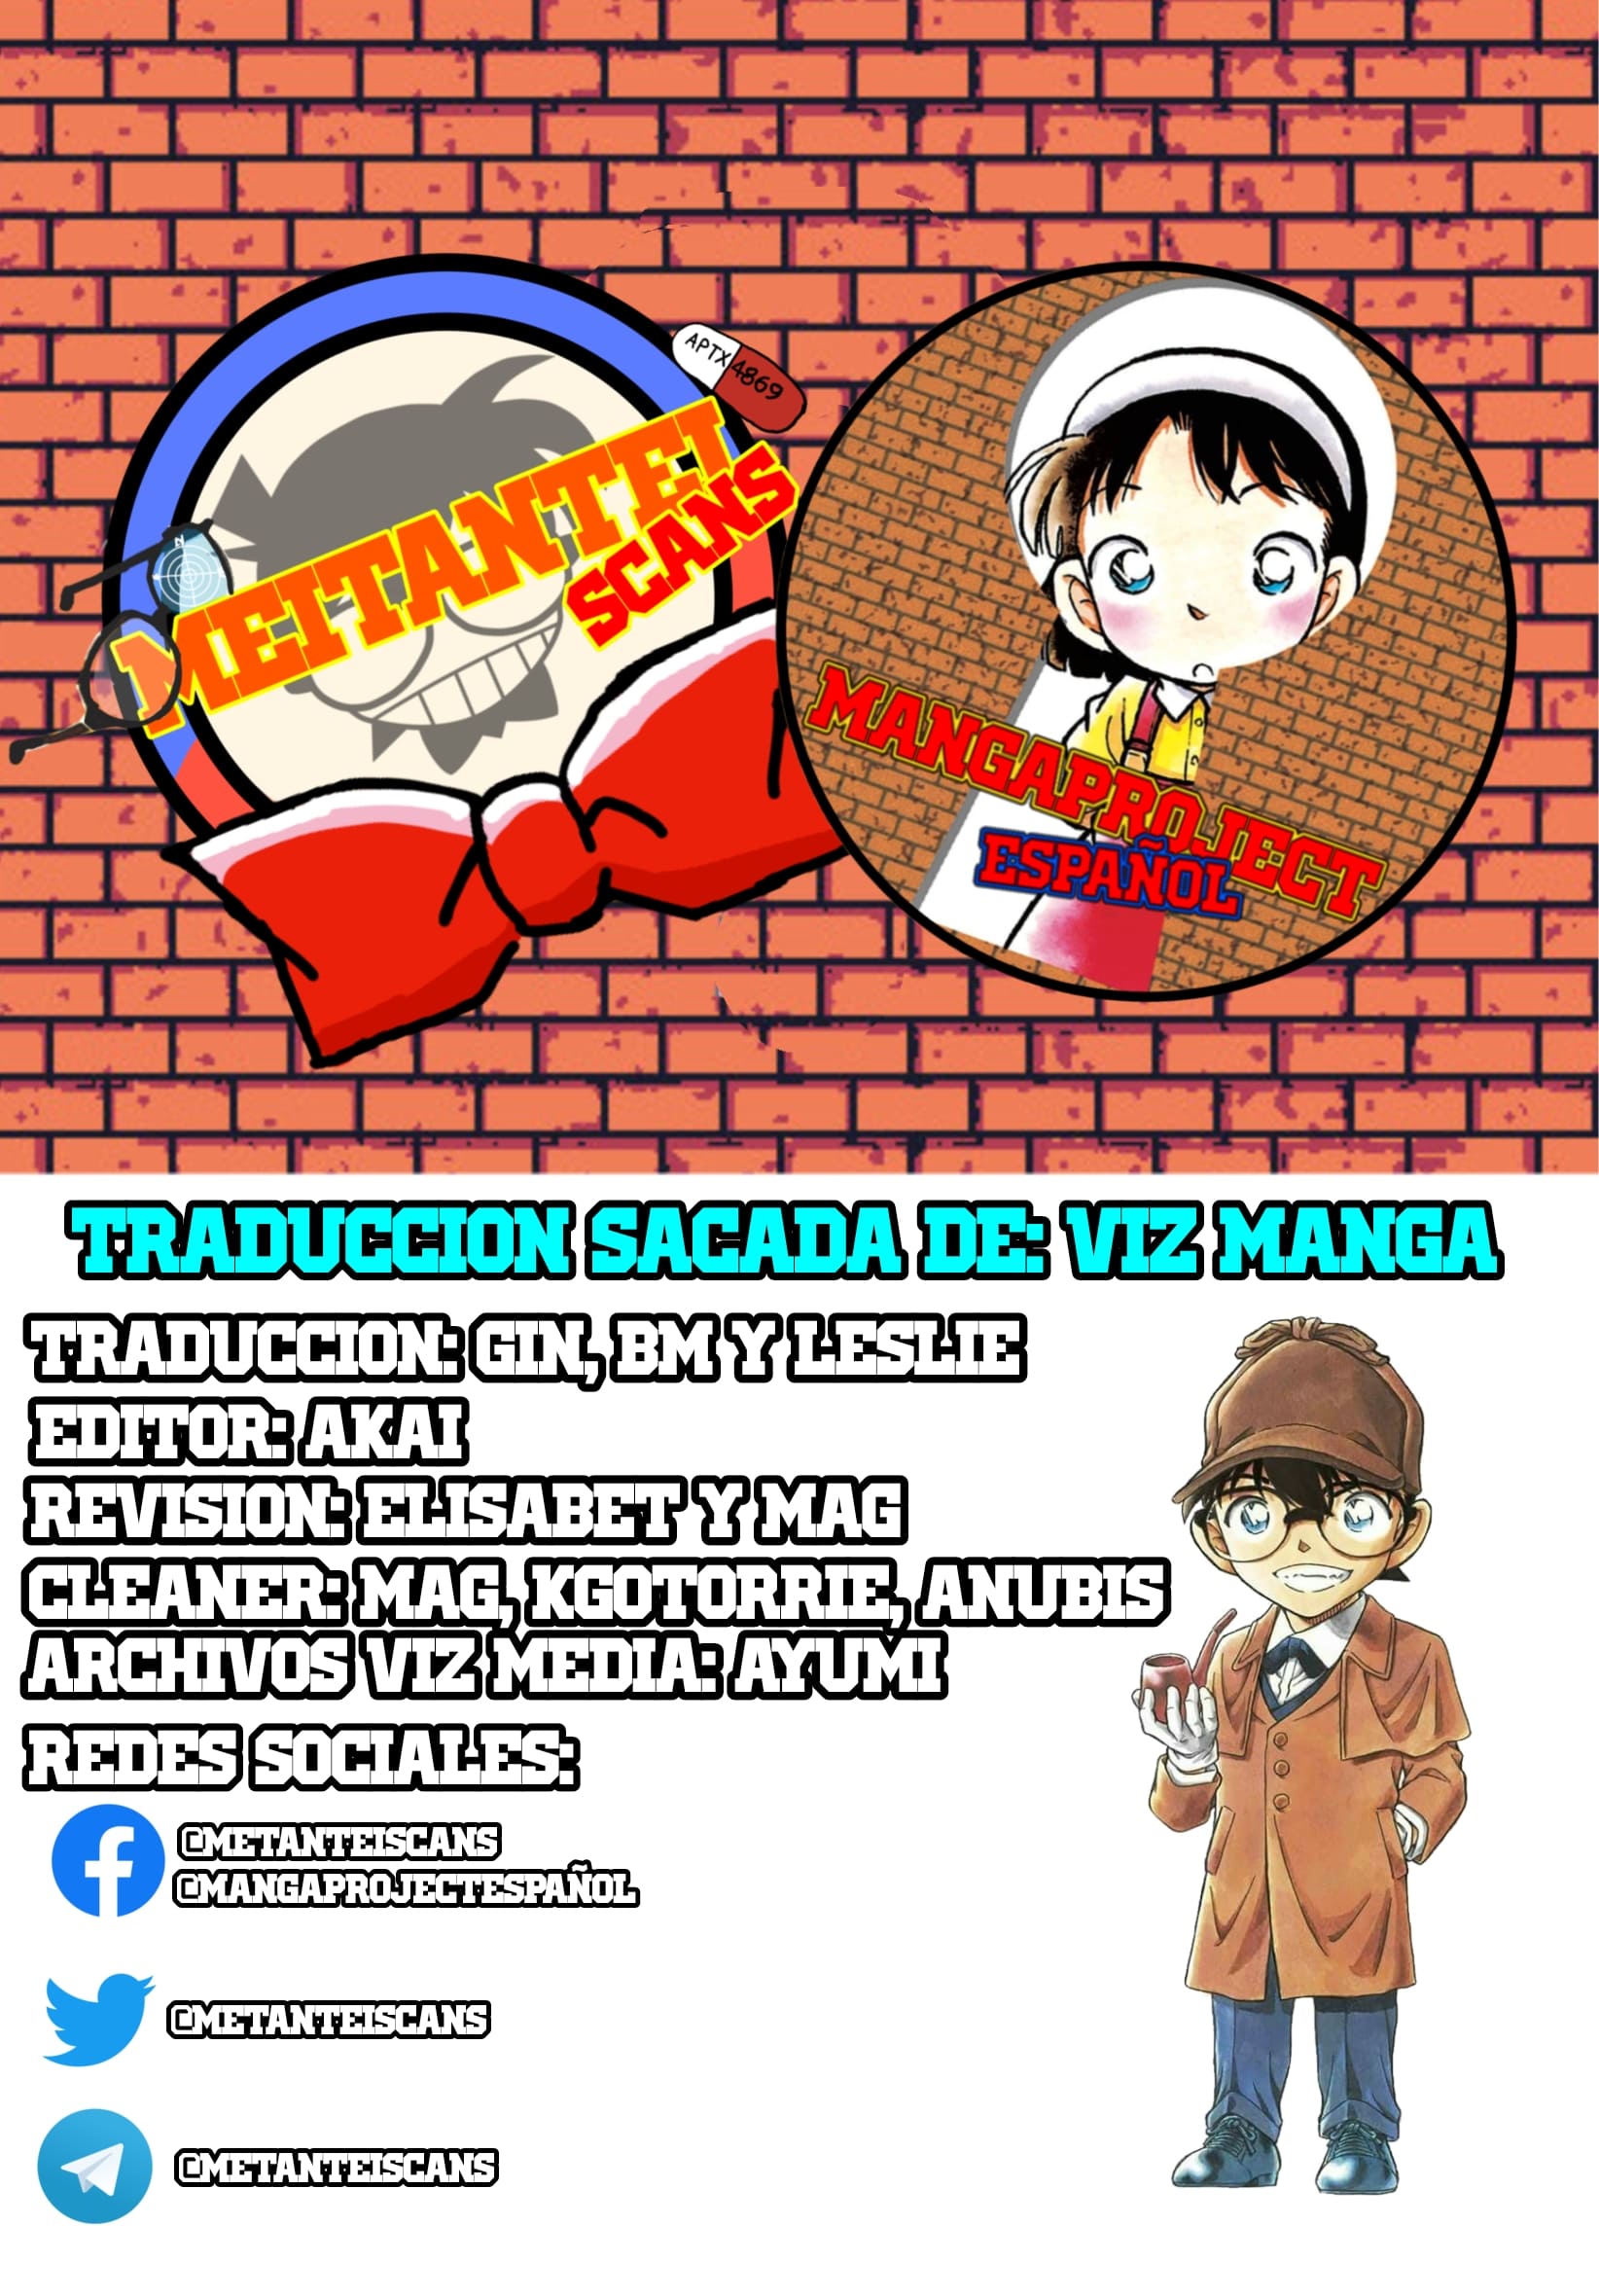 APTX 4869
MEITANTEI
SCANS
N
MANGAPROJECT
ESPAÑOL
TRADUCCION SACADA DE: VIZ MANGA
TRADUCCION: GIN, BM Y LESLIE
EDITOR: AKAI
REVISION: ELISABET Y MAG
CLEANER: MAG, KGOTORRIE, ANUBIS
ARCHIVOS VIZ MEDIA: AYUMI
REDES SOCIALES:
@METANTEISCANS
@MANGAPROJECTESPAÑOL
@METANTEISCANS
@METANTEISCANS